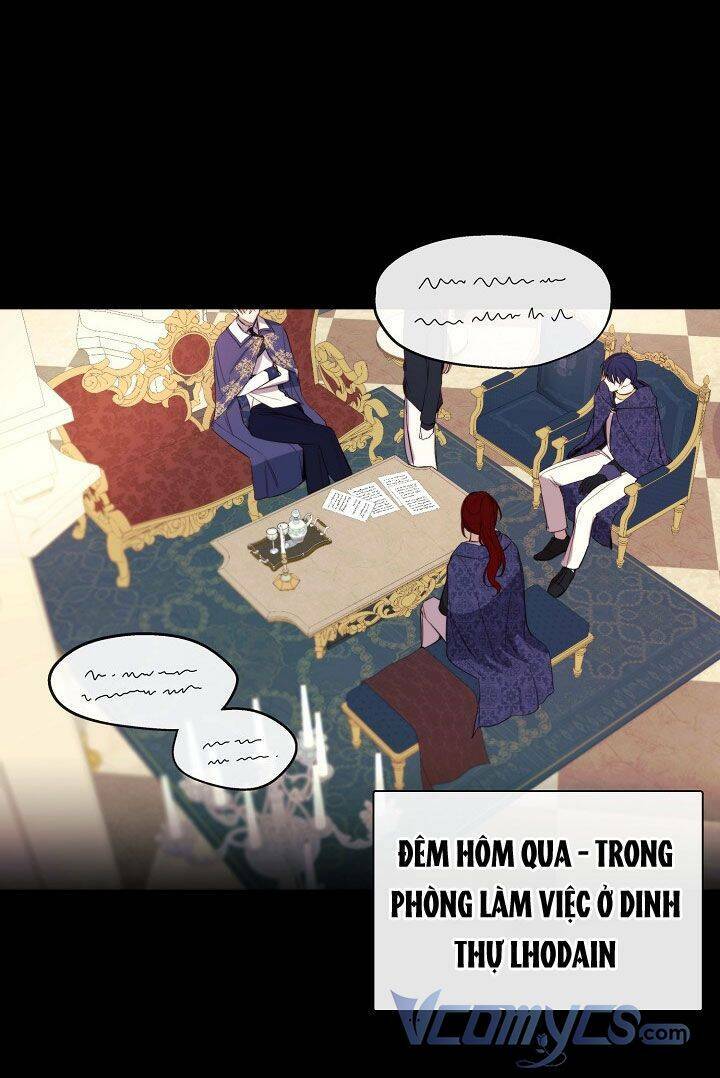 ĐÊM HÔM QUA - TRONG
PHÒNG LÀM VIỆC Ở DINH
THỰ LHODAIN
VCOMYCS.com